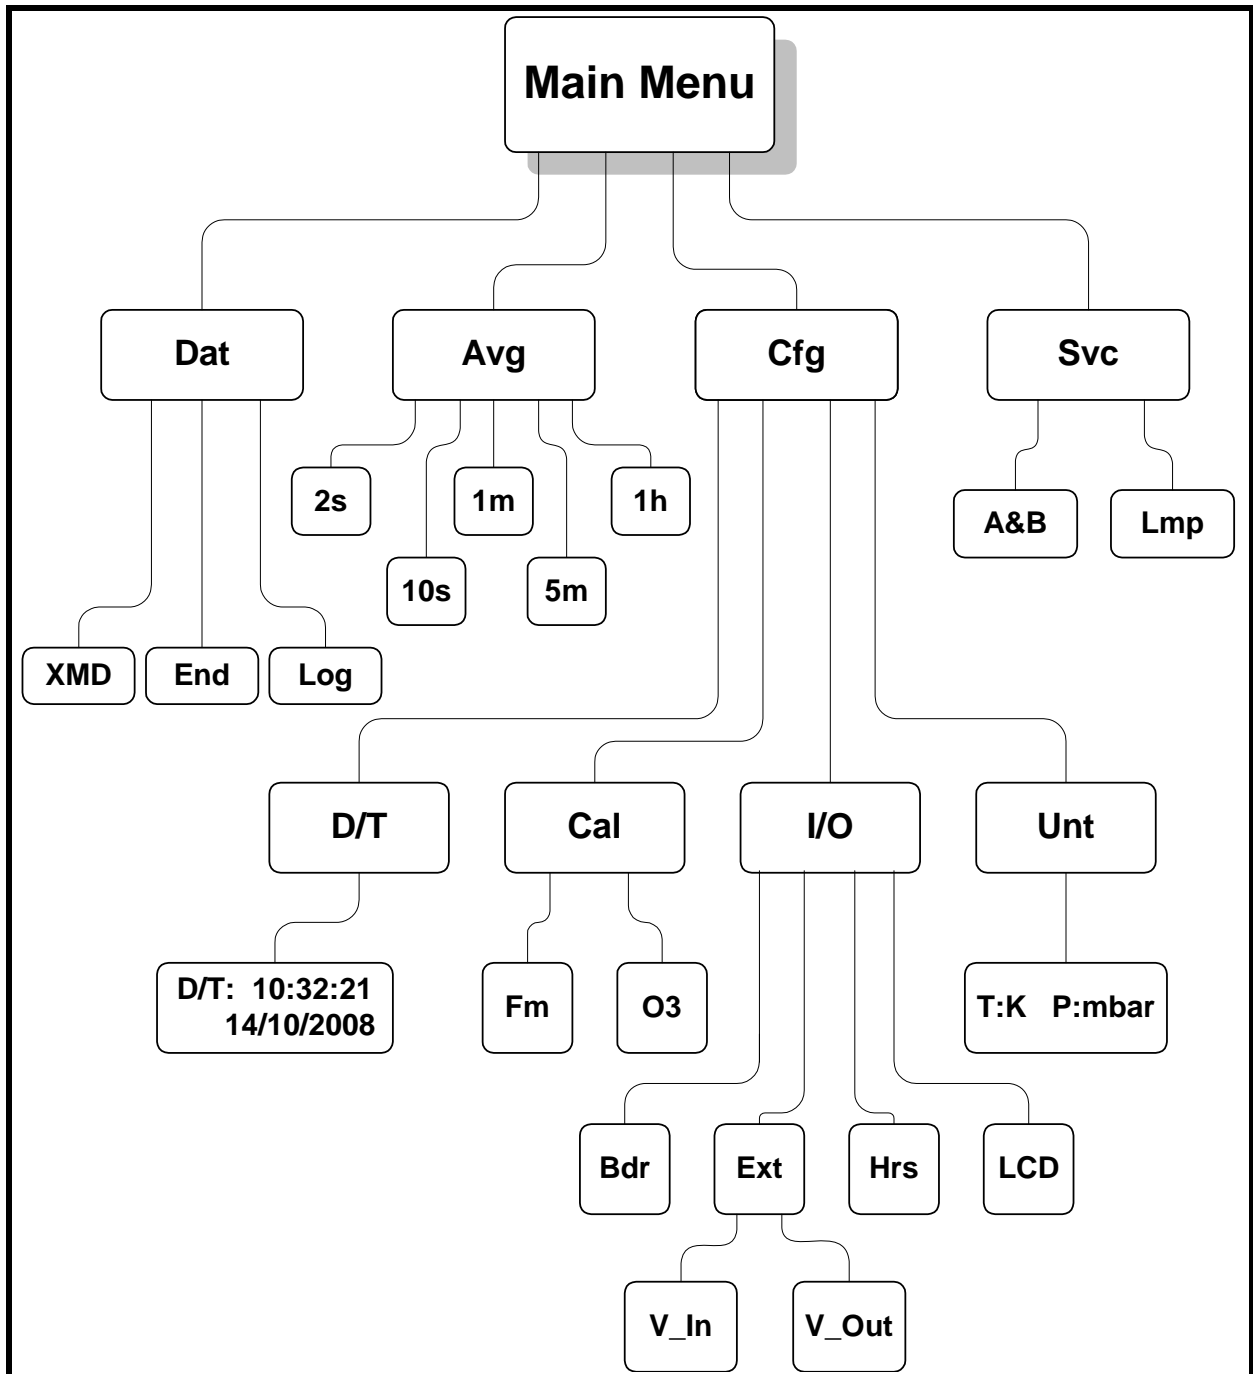 Main Menu
Dat
Avg
Cfg
Svc
2s
1m
1h
A&B
Lmp
10s
5m
XMD
End
Log
D/T
Cal
I/O
Unt
D/T: 10:32:21
14/10/2008
Fm
O3
T:K P:mbar
Bdr
Ext
Hrs
LCD
V_In
V_Out